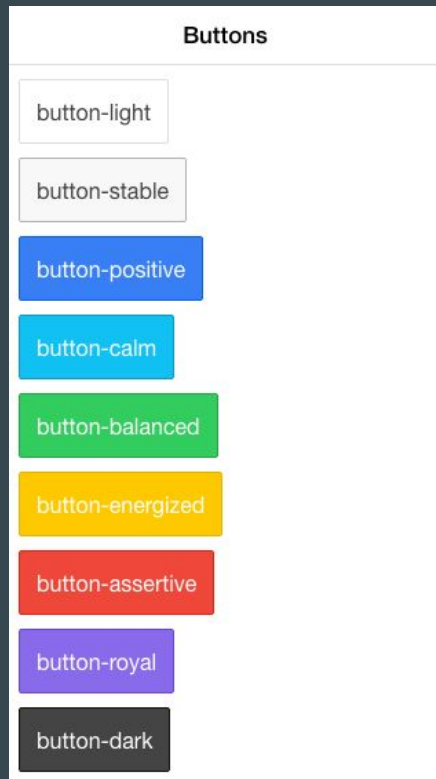 Buttons
button-light
button-stable
button-positive
button-calm
button-balanced
button-energized
button-assertive
button-royal
button-dark